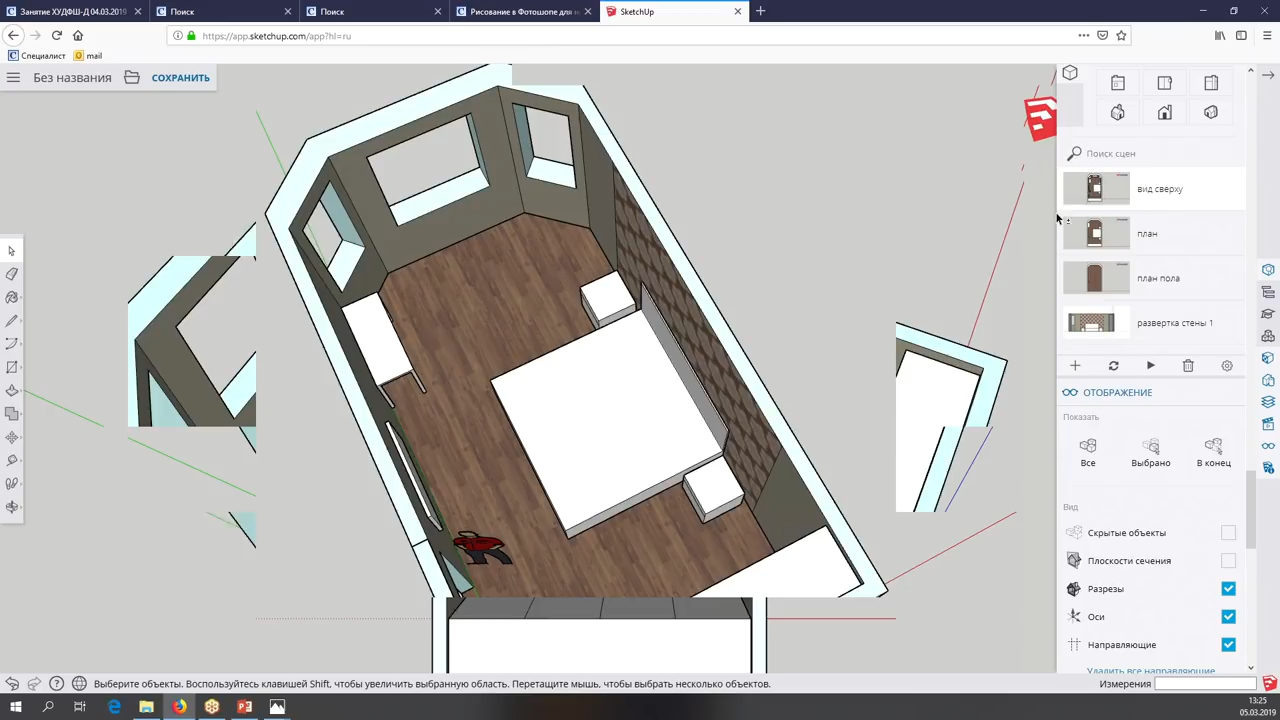 Занятие ХУДФШ-Д 04.03.2019
Поиск
Поиск
Рисование в Фотошопе для н
SketchUp
https://app.sketchup.com/app?hl=ru
Специалист
mail
Без названия
СОХРАНИТЬ
Поиск сцен
вид сверху
план
план пола
развертка стены 1
ОТОБРАЖЕНИЕ
Показать
Все
Выбрано
В конец
Вид
Скрытые объекты
Плоскости сечения
Разрезы
Оси
Направляющие
Удалить все направляющие
Выберите объекты. Воспользуйтесь клавишей Shift, чтобы увеличить выбранную область. Перетащите мышь, чтобы выбрать несколько объектов.
Измерения
13:25
05.03.2019